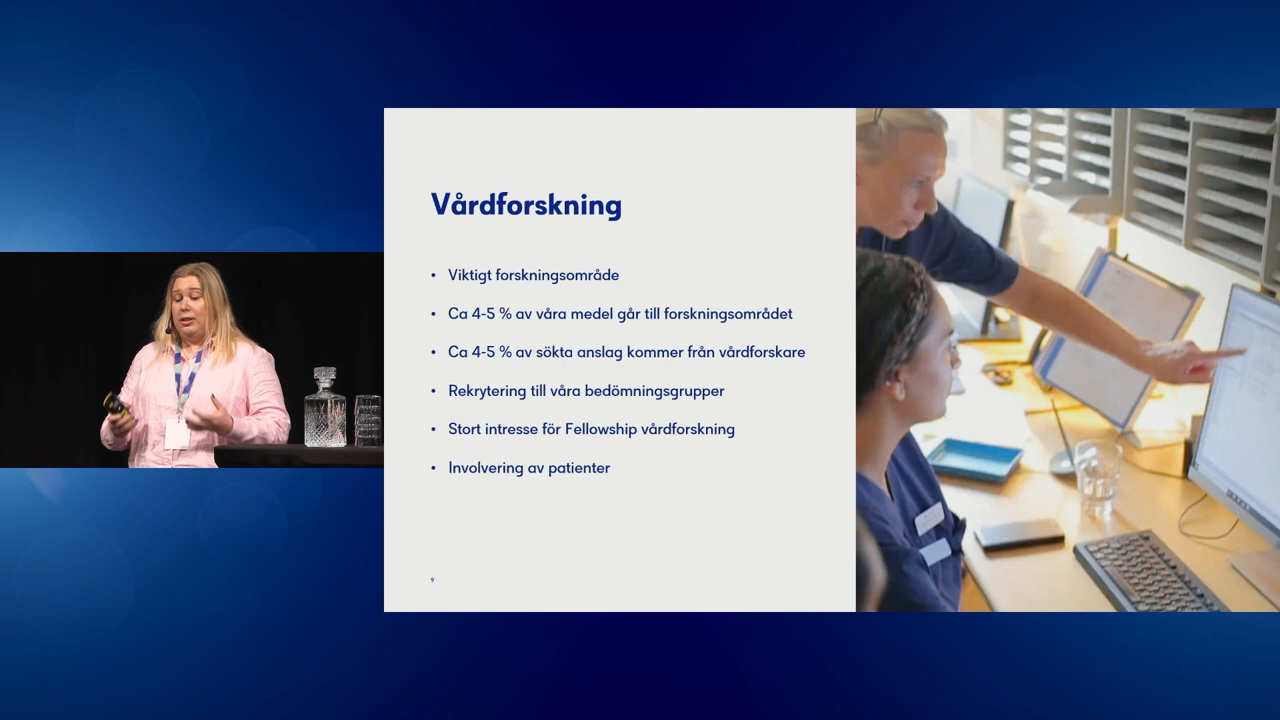 Vårdforskning
• Viktigt forskningsområde
• Ca 4-5 % av våra medel går till forskningsområdet
• Ca 4-5 % av sökta anslag kommer från vårdforskare
• Rekrytering till våra bedömningsgrupper
• Stort intresse för Fellowship vårdforskning
• Involvering av patienter
9